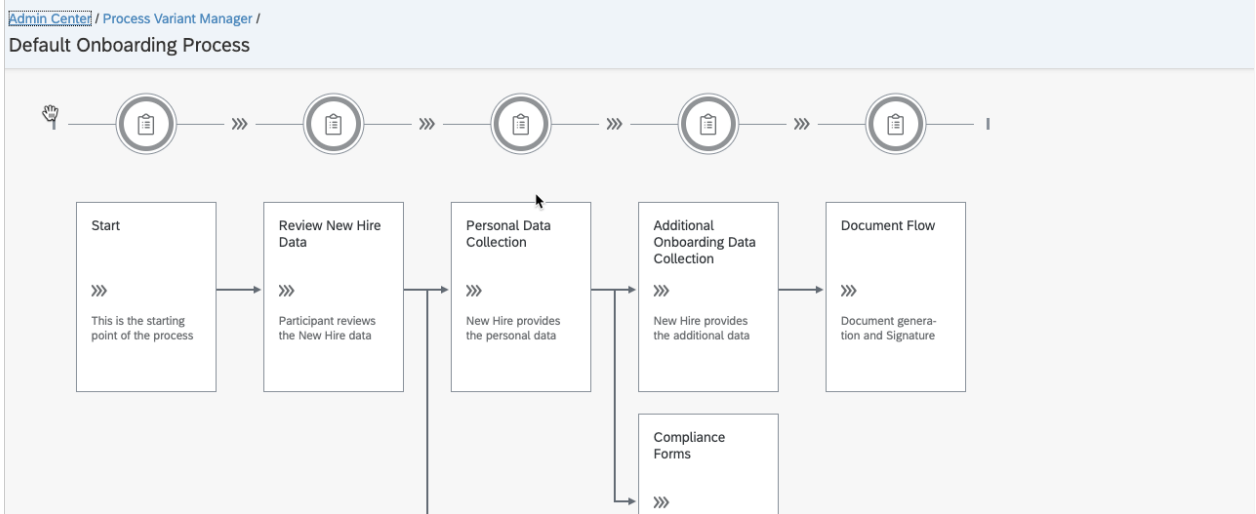 Admin Center / Process Variant Manager /
Default Onboarding Process
Start
This is the starting
point of the process
Review New Hire
Data
Participant reviews
the New Hire data
Personal Data
Collection
New Hire provides
the personal data
Additional
Onboarding Data
Collection
New Hire provides
the additional data
Document Flow
Document genera-
tion and Signature
Compliance
Forms